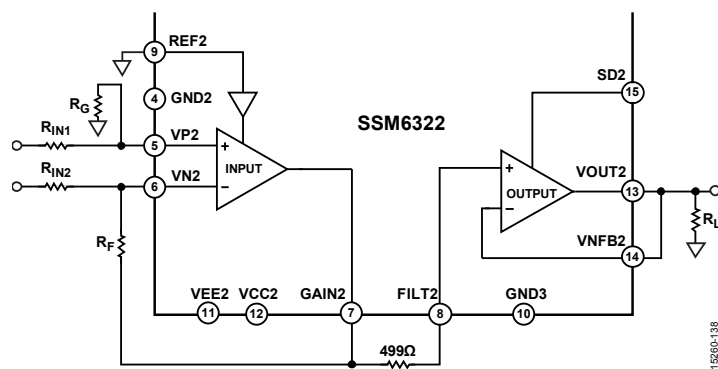 REF2
9
SD2
15
4
GND2
RG
SSM6322
RIN1
VP2
5
+
INPUT
–
RIN2
VN2
6
+
OUTPUT
–
VOUT2
13
RL
VNFB2
14
RF
VEE2
11
VCC2
12
GAIN2
7
FILT2
8
GND3
10
499Ω
15260-138